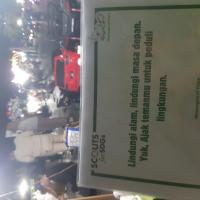 SCOUTS
for SDGs
Lindungi alam, lindungi masa depan.
Yuk, Ajak temanmu untuk peduli
lingkungan.